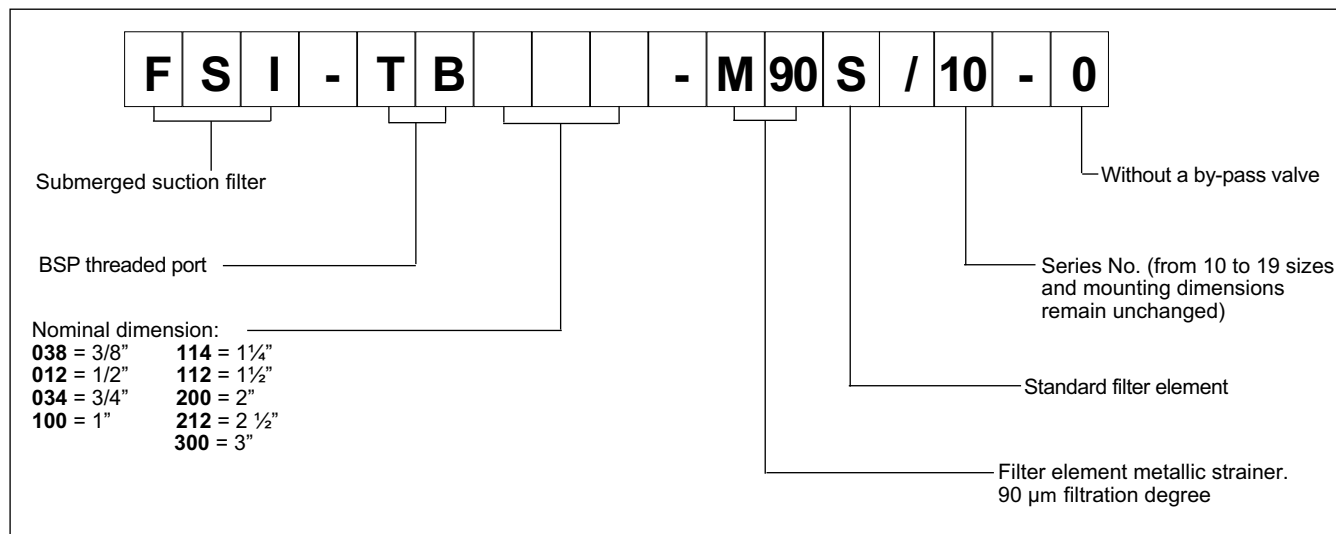 F S I - T B - M 90 S / 10 - 0
Submerged suction filter
Without a by-pass valve
BSP threaded port
Series No. (from 10 to 19 sizes
and mounting dimensions
remain unchanged)
Nominal dimension:
038 = 3/8” 114 = 1¼”
012 = 1/2” 112 = 1½”
034 = 3/4” 200 = 2”
100 = 1” 212 = 2 ½”
300 = 3”
Standard filter element
Filter element metallic strainer.
90 µm filtration degree